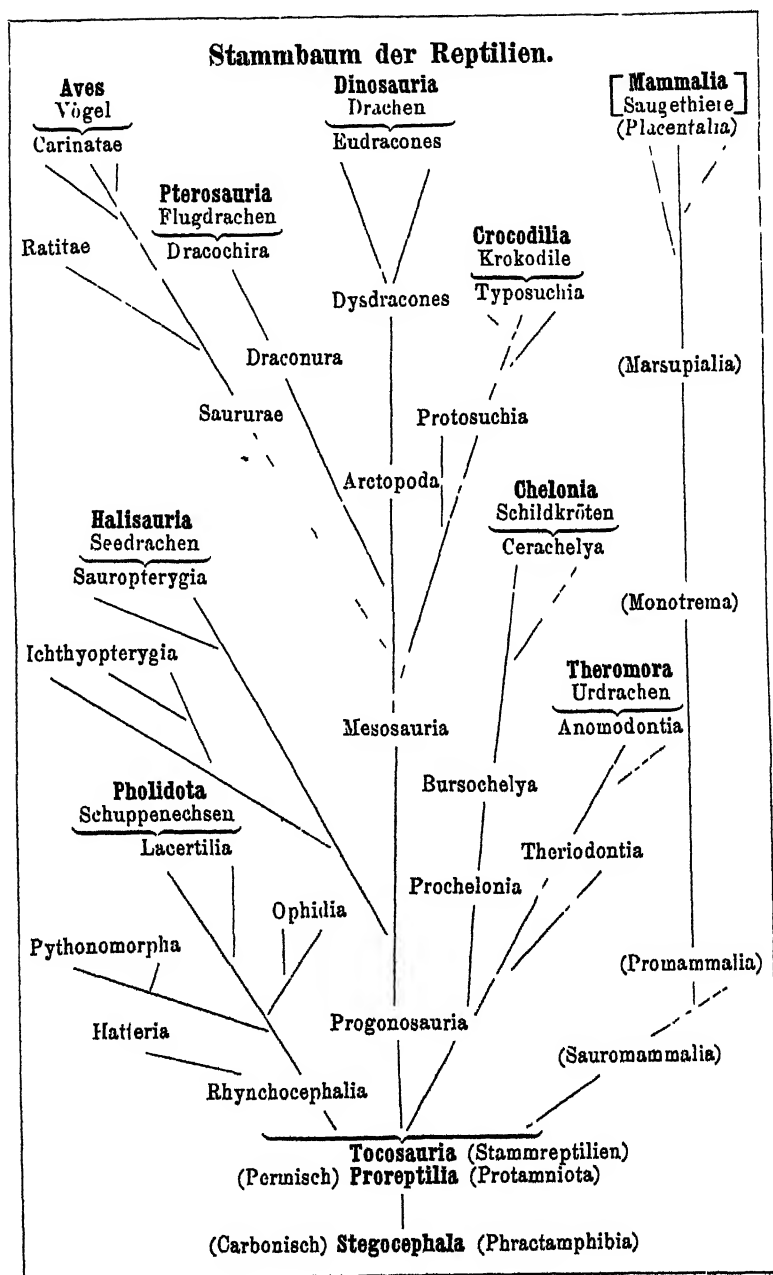 Stammbaum der Reptilien.
Aves
Vögel
Carinatae
Dinosauria
Drachen
Eudracones
[Mammalia]
[Saugethiere]
(Placentalia)
Pterosauria
Flugdrachen
Dracochira
Ratitae
Crocodilia
Krokodile
Typosuchia
Dysdracones
Draconura
(Marsupialia)
Saururae
Protosuchia
Arctopoda
Chelonia
Schildkröten
Cerachelya
Halisauria
Seedrachen
Sauropterygia
(Monotrema)
Ichthyopterygia
Theromora
Urdrachen
Anomodontia
Mesosauria
Bursochelya
Pholidota
Schuppenechsen
Lacertilia
Theriodontia
Prochelonia
Ophidia
Pythonomorpha
(Promammalia)
Hatteria
Progonosauria
(Sauromammalia)
Rhynchocephalia
Tocosauria (Stammreptilien)
(Permisch) Proreptilia (Protamniota)
(Carbonisch) Stegocephala (Phractamphibia)